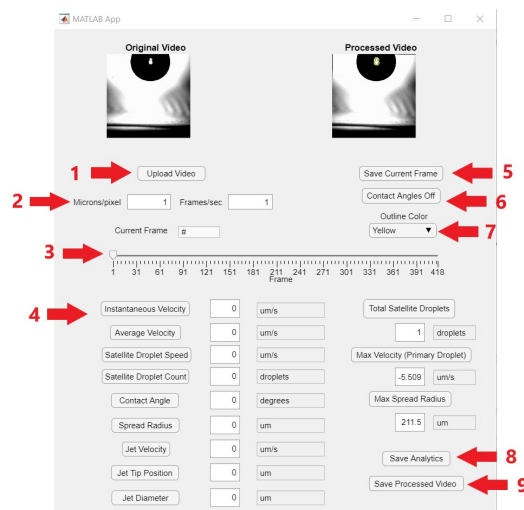 MATLAB App
Original Video
Processed Video
1
Upload Video
Save Current Frame
5
2
Microns/pixel
1
Frames/sec
1
Contact Angles Off
6
Outline Color
Current Frame
#
Yellow
7
3
1 31 61 91 121 151 181 211 241 271 301 331 361 391 418
Frame
4
Instantaneous Velocity 0 um/s
Total Satellite Droplets
Average Velocity 0 um/s
1 droplets
Satellite Droplet Speed 0 um/s
Max Velocity (Primary Droplet)
Satellite Droplet Count 0 droplets
-5.509 um/s
Contact Angle 0 degrees
Max Spread Radius
Spread Radius 0 um
211.5 um
Jet Velocity 0 um/s
Save Analytics
8
Jet Tip Position 0 um
Save Processed Video
9
Jet Diameter 0 um